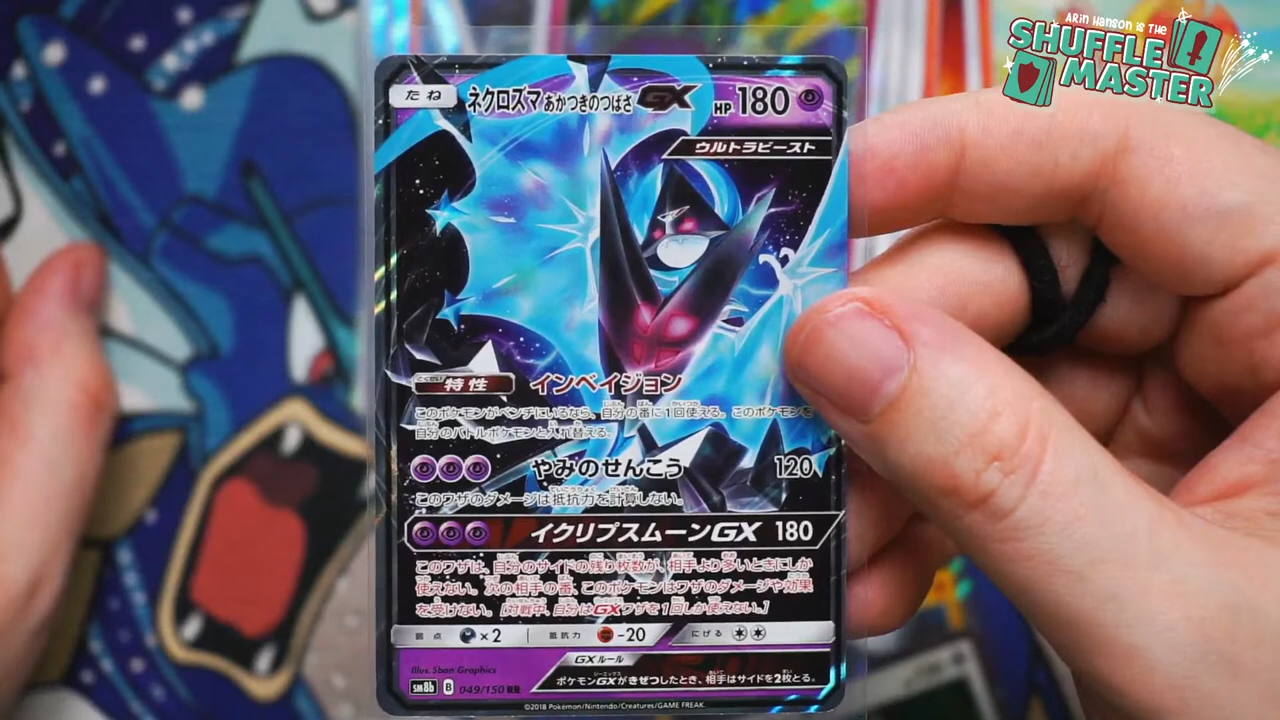 ARiN HANSON iS THE
SHUFFLE
MASTER
たね
ネクロズマ あかつきのつばさ GX
HP 180
ウルトラビースト
とくせい
特性 インベイジョン
このポケモンがベンチにいるなら、自分の番に1回使える。このポケモンを
自分のバトルポケモンと入れ替える。
やみのせんこう 120
このワザのダメージは抵抗力を計算しない。
イクリプスムーンGX 180
このワザは、自分のサイドの残り枚数が、相手より多いときにしか
使えない。次の相手の番、このポケモンはワザのダメージや効果
を受けない。[対戦中、自分はGXワザを1回しか使えない。]
弱点 ×2 抵抗力 -20 にげる
GXルール
ポケモンGXがきぜつしたとき、相手はサイドを2枚とる。
Illus. 5ban Graphics
SM8b B 049/150 RR
©2018 Pokémon/Nintendo/Creatures/GAME FREAK.